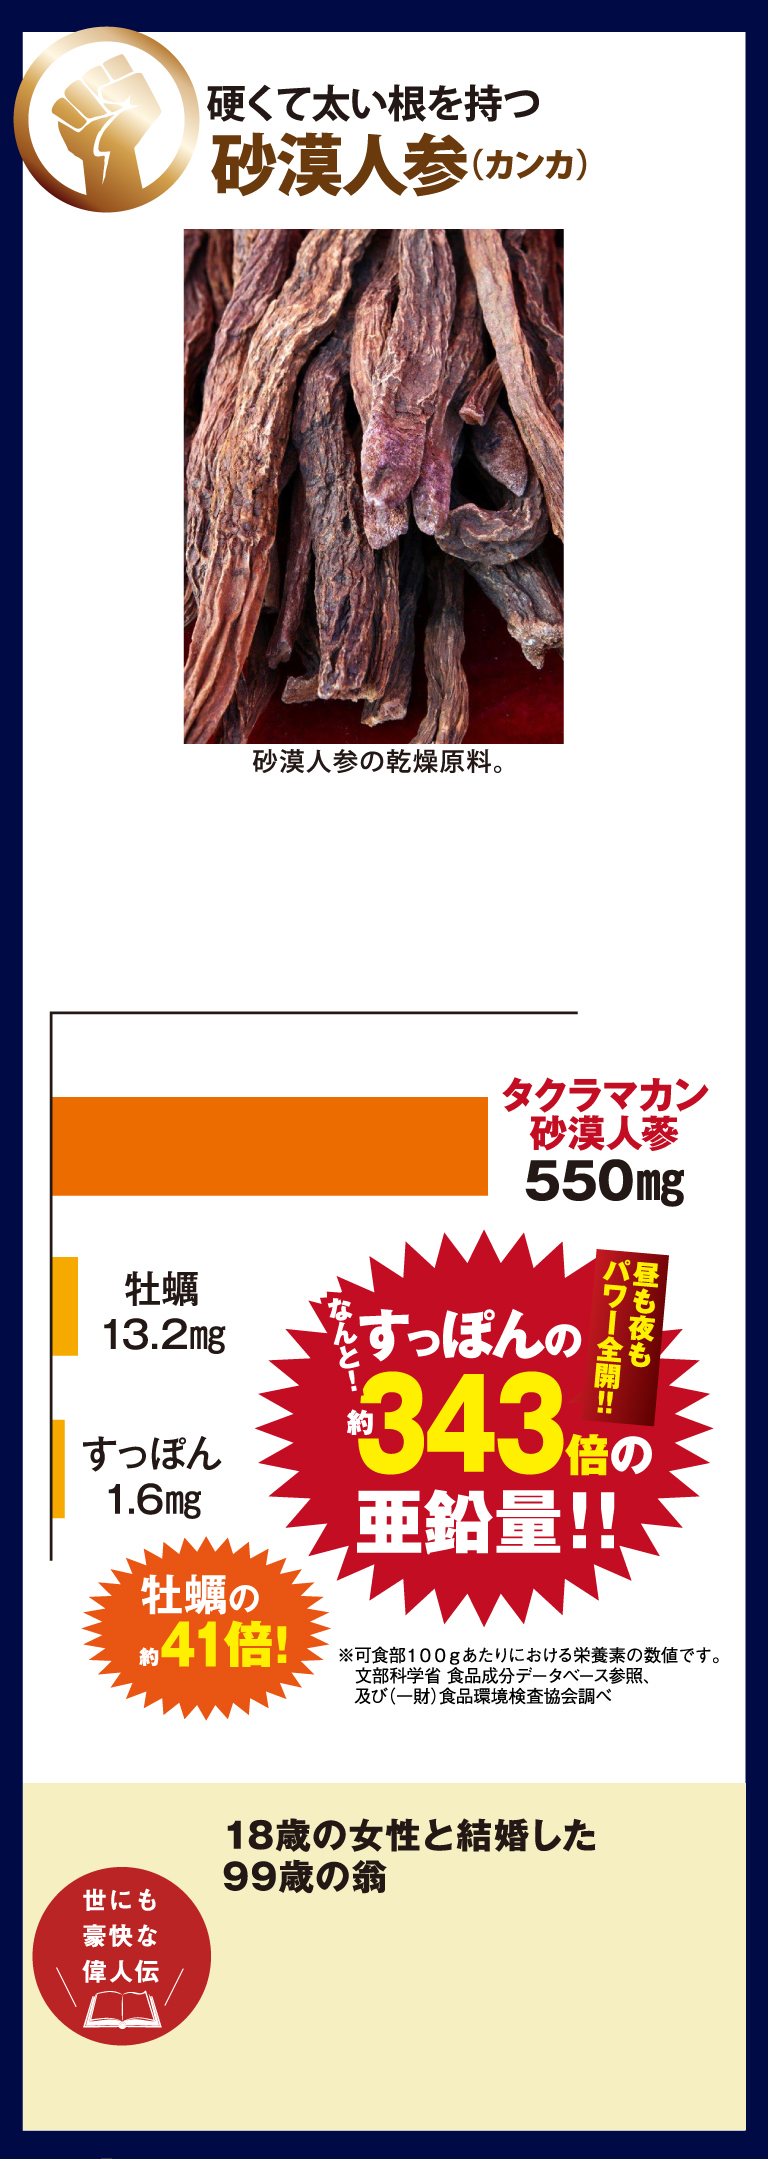 硬くて太い根を持つ
砂漠人参（カンカ）
砂漠人参の乾燥原料。
タクラマカン
砂漠人蔘
550㎎
牡蠣
13.2㎎
すっぽん
1.6㎎
昼も夜も
パワー全開!!
なんと！
すっぽんの
約343倍の
亜鉛量!!
牡蠣の
約41倍!
※可食部１００ｇあたりにおける栄養素の数値です。
文部科学省 食品成分データベース参照、
及び（一財）食品環境検査協会調べ
18歳の女性と結婚した
99歳の翁
世にも
豪快な
偉人伝